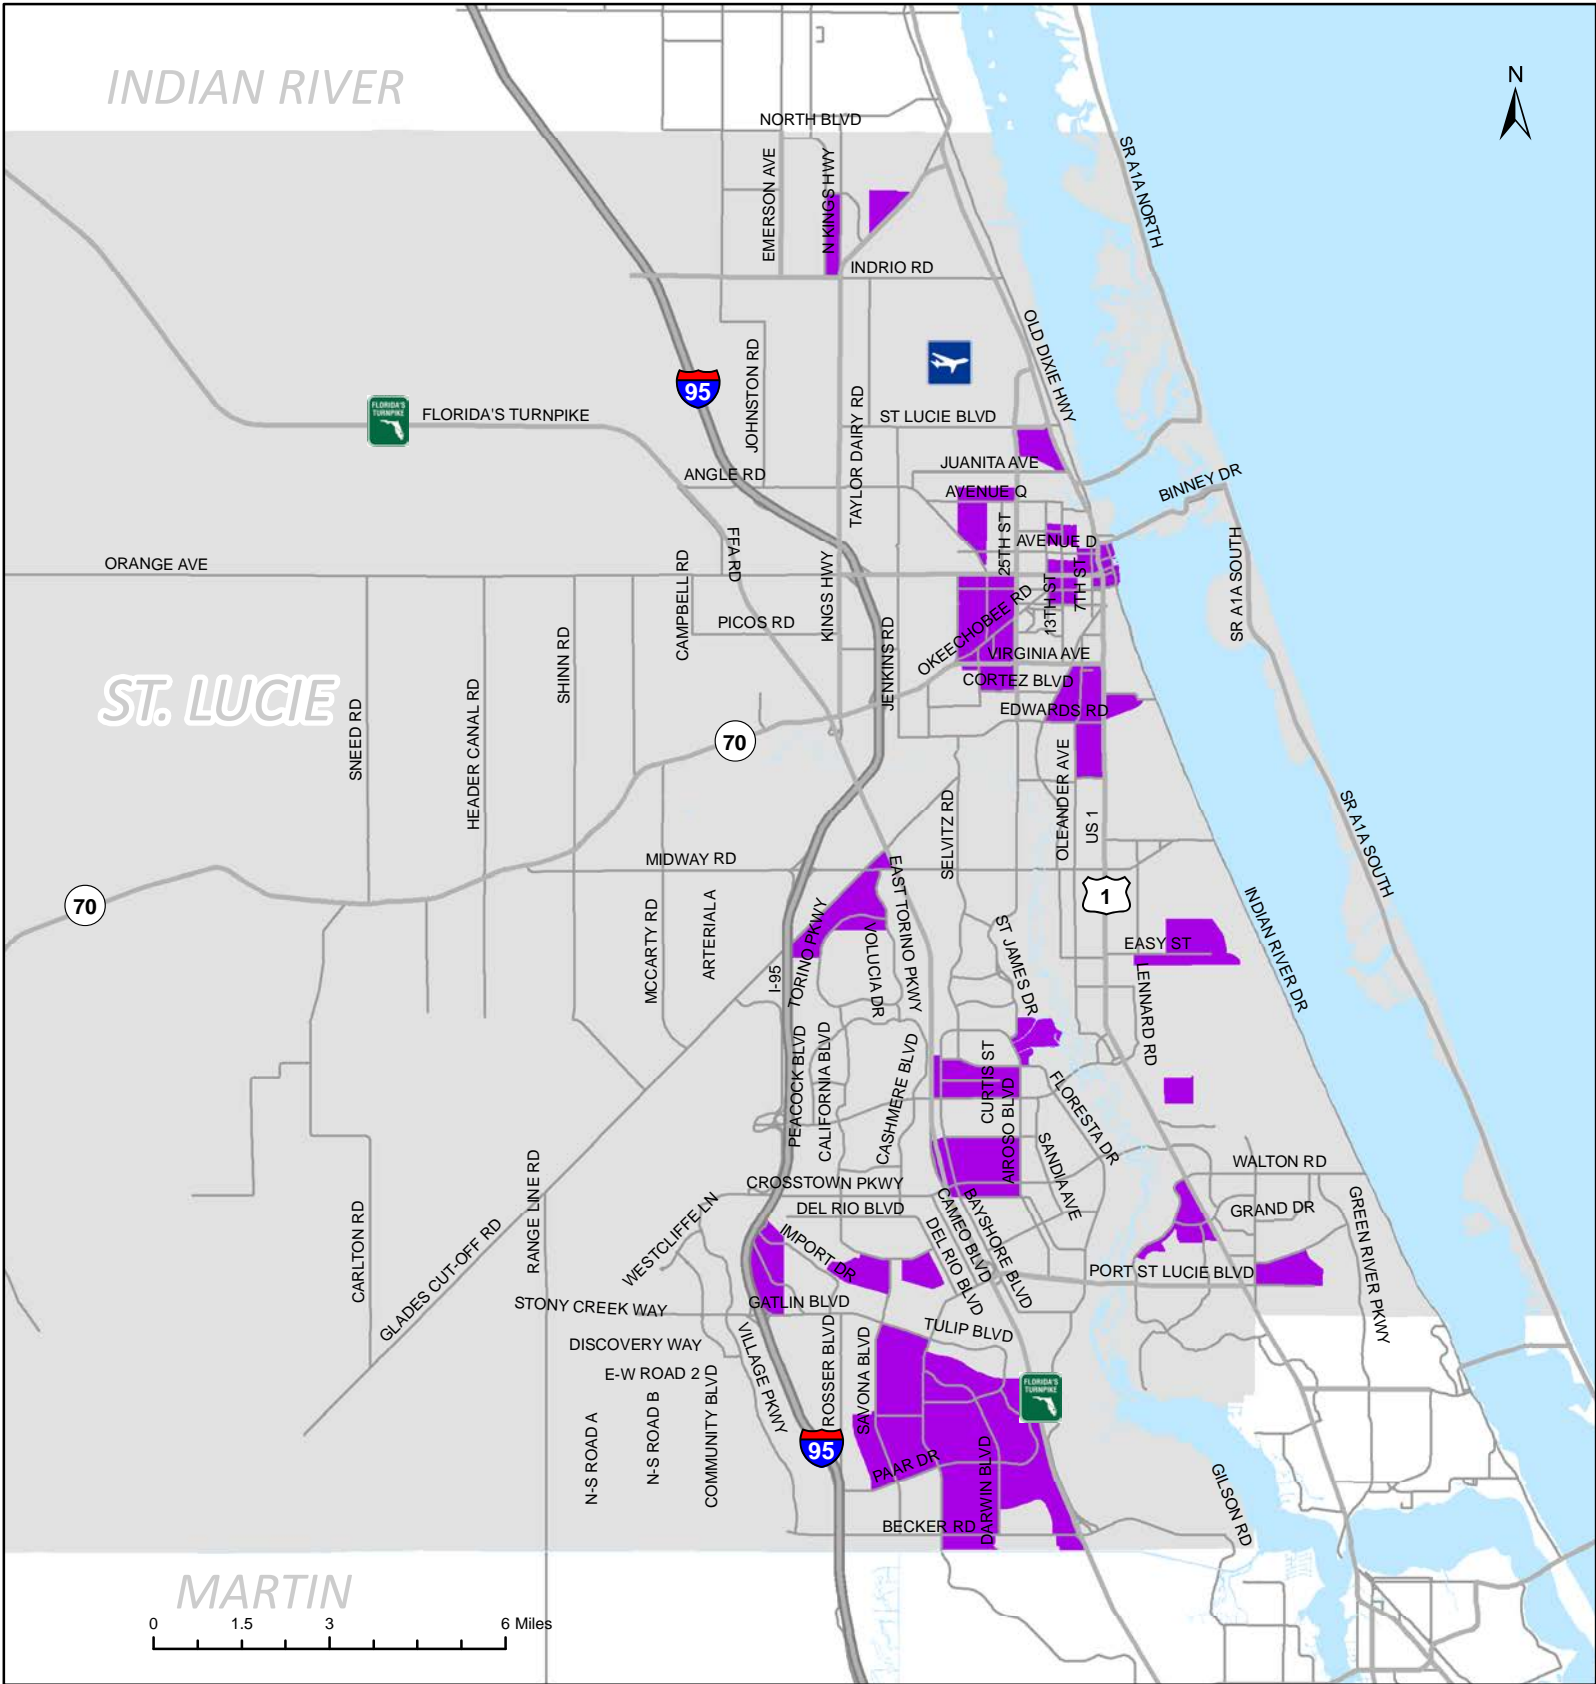 INDIAN RIVER
N
NORTH BLVD
SR A1A NORTH
EMERSON AVE
N KINGS HWY
INDRIO RD
OLD DIXIE HWY
JOHNSTON RD
95
FLORIDA'S TURNPIKE
FLORIDA'S TURNPIKE
TAYLOR DAIRY RD
ST LUCIE BLVD
JUANITA AVE
ANGLE RD
BINNEY DR
AVENUE Q
25TH ST
AVENUE D
FFA RD
ORANGE AVE
CAMPBELL RD
KINGS HWY
13TH ST
7TH ST
SR A1A SOUTH
PICOS RD
OKEECHOBEE RD
JENKINS RD
SHINN RD
VIRGINIA AVE
CORTEZ BLVD
ST. LUCIE
SNEED RD
HEADER CANAL RD
EDWARDS RD
70
OLEANDER AVE
SELVITZ RD
US 1
SR A1A SOUTH
MIDWAY RD
EAST TORINO PKWY
70
1
MCCARTY RD
ARTERIAL A
TORINO PKWY
VOLUCIA DR
ST JAMES DR
EASY ST
INDIAN RIVER DR
I-95
LENNARD RD
PEACOCK BLVD
CALIFORNIA BLVD
CASHMERE BLVD
CURTIS ST
AIROSO BLVD
FLORESTA DR
SANDIA AVE
WALTON RD
CARLTON RD
RANGE LINE RD
GLADES CUT-OFF RD
CROSSTOWN PKWY
DEL RIO BLVD
WESTCLIFFE LN
IMPORT DR
CAMEO BLVD
BAYSHORE BLVD
DEL RIO BLVD
GRAND DR
GREEN RIVER PKWY
PORT ST LUCIE BLVD
STONY CREEK WAY
GATLIN BLVD
TULIP BLVD
DISCOVERY WAY
VILLAGE PKWY
ROSSER BLVD
SAVONA BLVD
E-W ROAD 2
FLORIDA'S TURNPIKE
N-S ROAD A
N-S ROAD B
COMMUNITY BLVD
95
PAAR DR
DARWIN BLVD
GILSON RD
BECKER RD
MARTIN
0 1.5 3 6 Miles